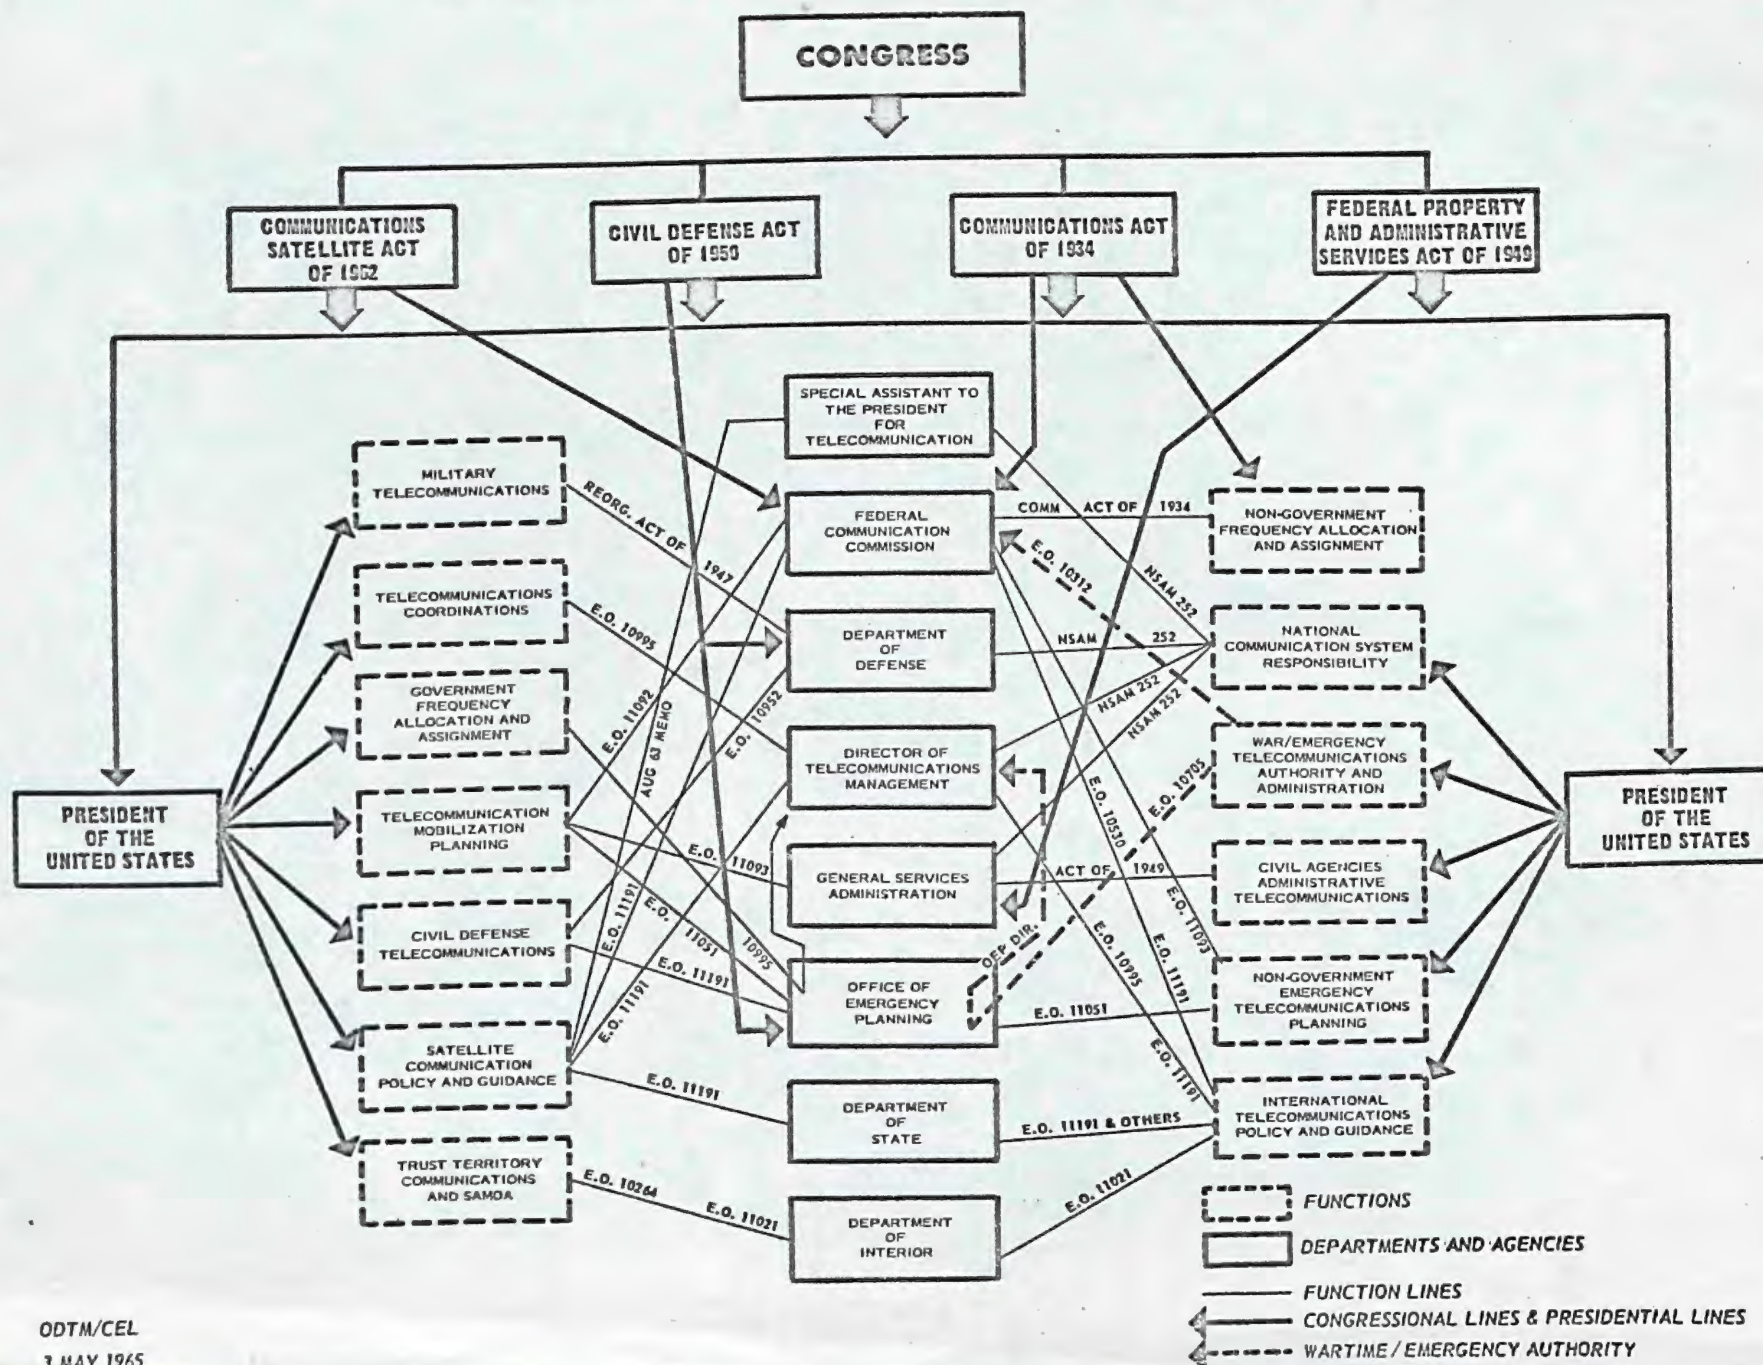 CONGRESS
COMMUNICATIONS
SATELLITE ACT
OF 1962
CIVIL DEFENSE ACT
OF 1950
COMMUNICATIONS ACT
OF 1934
FEDERAL PROPERTY
AND ADMINISTRATIVE
SERVICES ACT OF 1949
PRESIDENT
OF THE
UNITED STATES
MILITARY
TELECOMMUNICATIONS
TELECOMMUNICATIONS
COORDINATIONS
GOVERNMENT
FREQUENCY
ALLOCATION AND
ASSIGNMENT
TELECOMMUNICATION
MOBILIZATION
PLANNING
CIVIL DEFENSE
TELECOMMUNICATIONS
SATELLITE
COMMUNICATION
POLICY AND GUIDANCE
TRUST TERRITORY
COMMUNICATIONS
AND SAMOA
REORG. ACT OF 1947
E.O. 10995
E.O. 11092
AUG 63 MEMO
E.O. 10952
E.O. 11093
E.O. 11191
E.O. 11051
10995
E.O. 11191
E.O. 11191
E.O. 11191
E.O. 10264
E.O. 11021
SPECIAL ASSISTANT TO
THE PRESIDENT
FOR
TELECOMMUNICATION
FEDERAL
COMMUNICATION
COMMISSION
DEPARTMENT
OF
DEFENSE
DIRECTOR OF
TELECOMMUNICATIONS
MANAGEMENT
GENERAL SERVICES
ADMINISTRATION
OFFICE OF
EMERGENCY
PLANNING
DEPARTMENT
OF
STATE
DEPARTMENT
OF
INTERIOR
COMM ACT OF 1934
E.O. 10312
NSAM 252
NSAM 252
NSAM 252
NSAM 252
E.O. 10705
E.O. 10530
ACT OF 1949
E.O. 11093
OEP DIR.
E.O. 10995
E.O. 11191
E.O. 11051
E.O. 11191
E.O. 11191 & OTHERS
E.O. 11021
NON-GOVERNMENT
FREQUENCY ALLOCATION
AND ASSIGNMENT
NATIONAL
COMMUNICATION SYSTEM
RESPONSIBILITY
WAR/EMERGENCY
TELECOMMUNICATIONS
AUTHORITY AND
ADMINISTRATION
CIVIL AGENCIES
ADMINISTRATIVE
TELECOMMUNICATIONS
NON-GOVERNMENT
EMERGENCY
TELECOMMUNICATIONS
PLANNING
INTERNATIONAL
TELECOMMUNICATIONS
POLICY AND GUIDANCE
PRESIDENT
OF THE
UNITED STATES
FUNCTIONS
DEPARTMENTS AND AGENCIES
FUNCTION LINES
CONGRESSIONAL LINES & PRESIDENTIAL LINES
WARTIME/EMERGENCY AUTHORITY
ODTM/CEL
3 MAY 1965